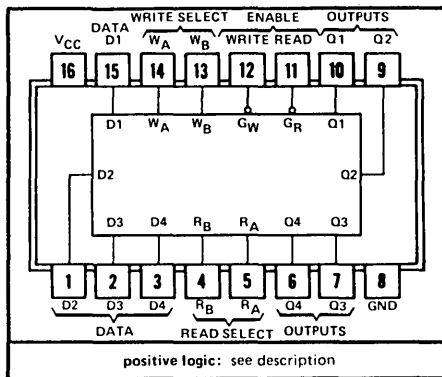 WRITE SELECT ENABLE OUTPUTS
DATA
VCC D1 WA WB WRITE READ Q1 Q2
16 15 14 13 12 11 10 9
D1 WA WB GW GR Q1
D2 Q2
D3 D4 RB RA Q4 Q3
1 2 3 4 5 6 7 8
D2 D3 D4 RB RA Q4 Q3 GND
DATA READ SELECT OUTPUTS
positive logic: see description